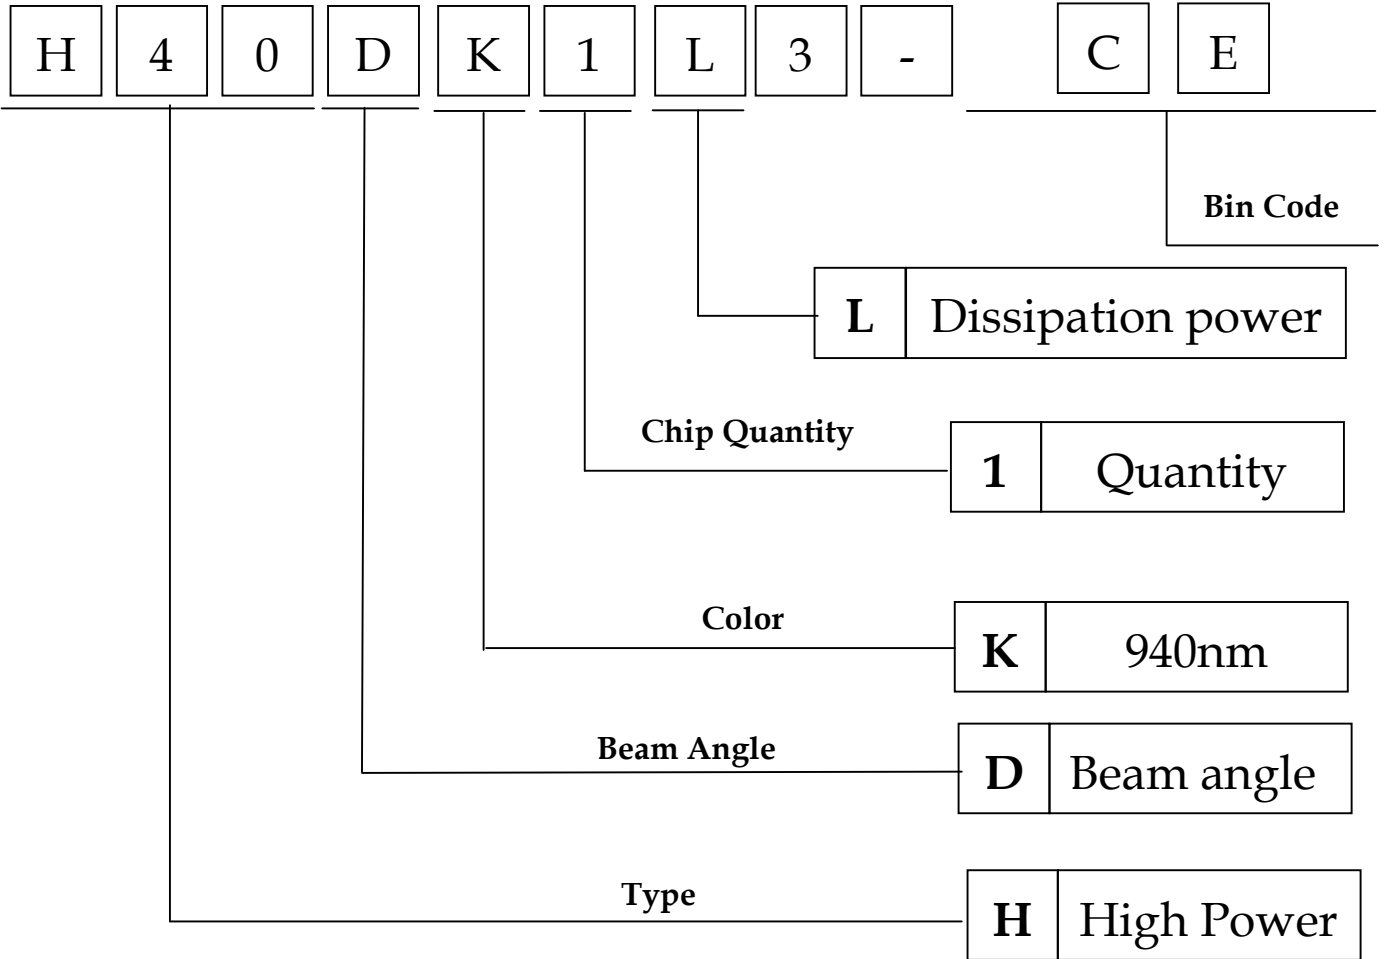 H 4 0 D K 1 L 3 - C E
Bin Code
L Dissipation power
Chip Quantity
1 Quantity
Color
K 940nm
Beam Angle
D Beam angle
Type
H High Power